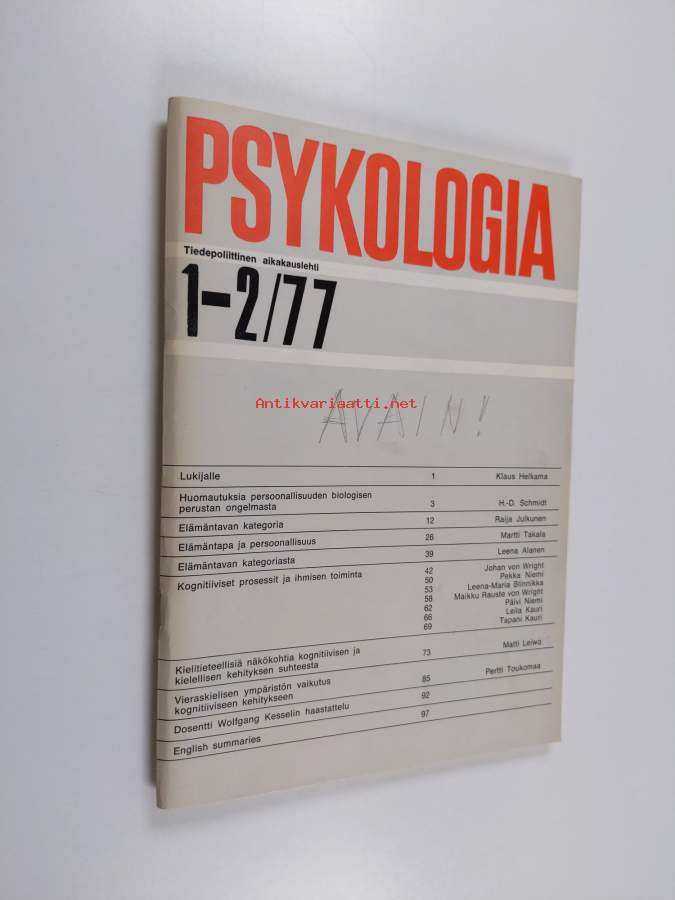 PSYKOLOGIA
Tiedepoliittinen aikakauslehti
1-2/77
Antikvariaatti.net
AVAIN!
Lukijalle 1 Klaus Helkama
Huomautuksia persoonallisuuden biologisen
perustan ongelmasta 3 H.-D. Schmidt
Elämäntavan kategoria 12 Raija Julkunen
Elämäntapa ja persoonallisuus 26 Martti Takala
Elämäntavan kategoriasta 39 Leena Alanen
Kognitiiviset prosessit ja ihmisen toiminta 42 Johan von Wright
50 Pekka Niemi
53 Leena-Maria Blinnikka
58 Maikku Rauste von Wright
62 Päivi Niemi
66 Leila Kauri
69 Tapani Kauri
Kielitieteellisiä näkökohtia kognitiivisen ja
kielellisen kehityksen suhteesta 73 Matti Leiwo
Vieraskielisen ympäristön vaikutus
kognitiiviseen kehitykseen 85 Pertti Toukomaa
Dosentti Wolfgang Kesselin haastattelu 92
English summaries 97